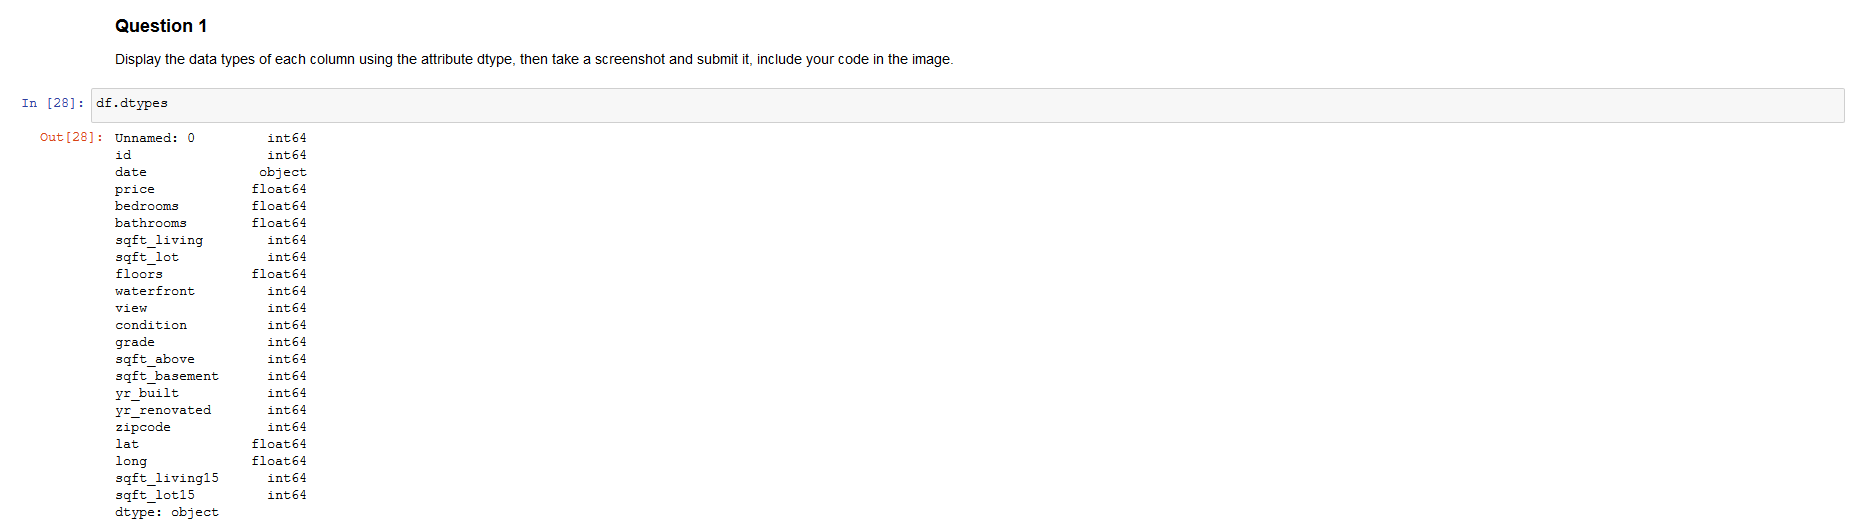 Question 1
Display the data types of each column using the attribute dtype, then take a screenshot and submit it, include your code in the image.
In [28]: df.dtypes
Out[28]: Unnamed: 0 int64
id int64
date object
price float64
bedrooms float64
bathrooms float64
sqft_living int64
sqft_lot int64
floors float64
waterfront int64
view int64
condition int64
grade int64
sqft_above int64
sqft_basement int64
yr_built int64
yr_renovated int64
zipcode int64
lat float64
long float64
sqft_living15 int64
sqft_lot15 int64
dtype: object